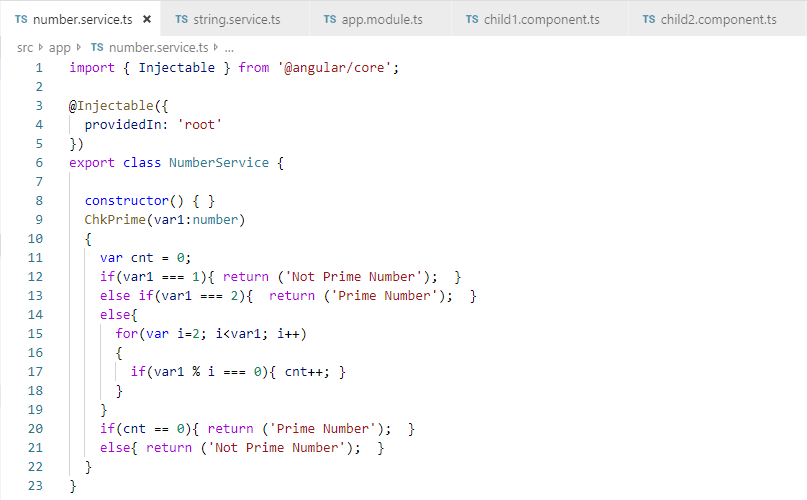 TS number.service.ts × TS string.service.ts TS app.module.ts TS child1.component.ts TS child2.component.ts
src > app > TS number.service.ts > ...
1 import { Injectable } from '@angular/core';
2
3 @Injectable({
4   providedIn: 'root'
5 })
6 export class NumberService {
7
8   constructor() { }
9   ChkPrime(var1:number)
10   {
11     var cnt = 0;
12     if(var1 === 1){ return ('Not Prime Number');  }
13     else if(var1 === 2){  return ('Prime Number');  }
14     else{
15       for(var i=2; i<var1; i++)
16       {
17         if(var1 % i === 0){ cnt++; }
18       }
19     }
20     if(cnt == 0){ return ('Prime Number');  }
21     else{ return ('Not Prime Number');  }
22   }
23 }